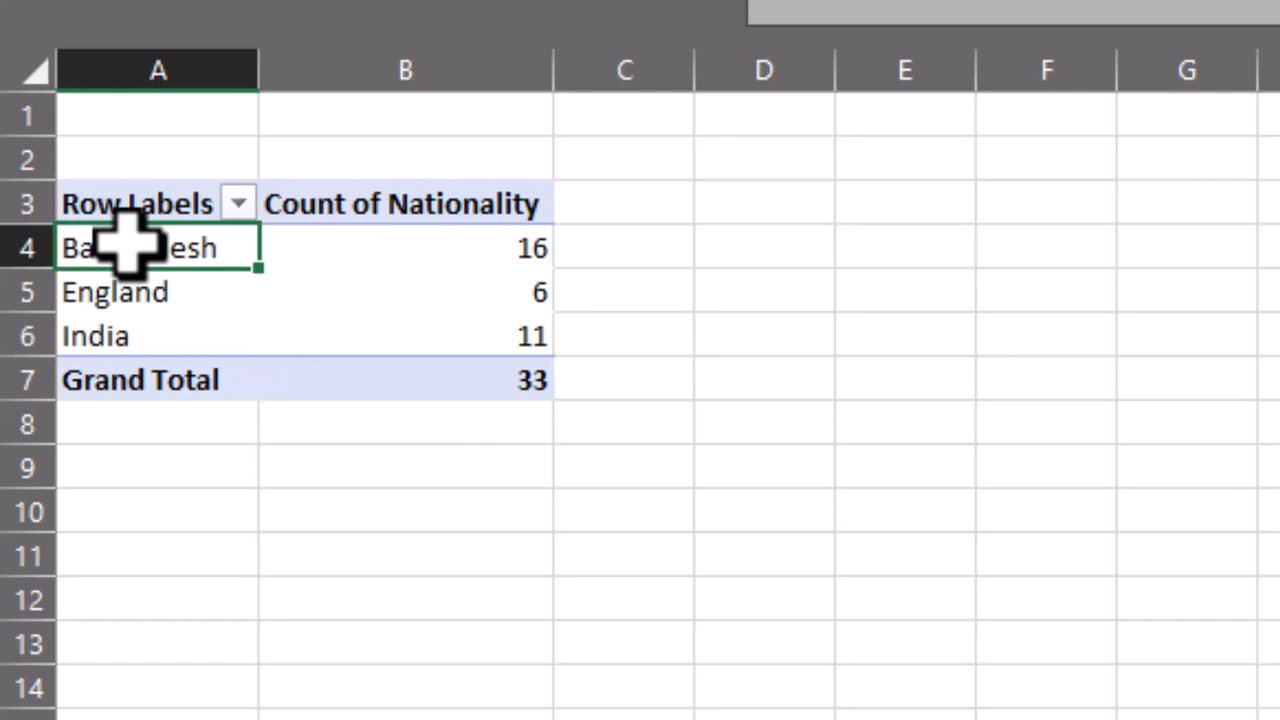 A B C D E F G
1
2
3 Row Labels Count of Nationality
4 16
5 England 6
6 India 11
7 Grand Total 33
8
9
10
11
12
13
14